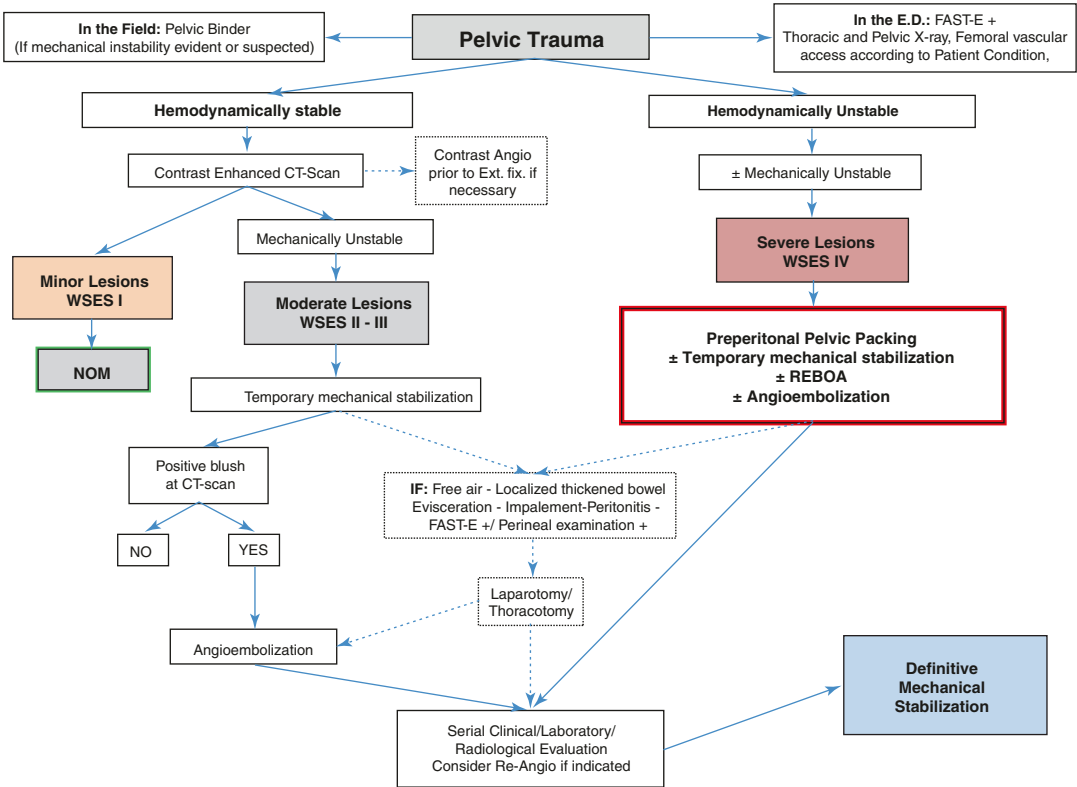 In the Field: Pelvic Binder
(If mechanical instability evident or suspected)
Pelvic Trauma
In the E.D.: FAST-E +
Thoracic and Pelvic X-ray, Femoral vascular
access according to Patient Condition,
Hemodynamically stable
Hemodynamically Unstable
Contrast Enhanced CT-Scan
Contrast Angio
prior to Ext. fix. if
necessary
± Mechanically Unstable
Mechanically Unstable
Severe Lesions
WSES IV
Minor Lesions
WSES I
Moderate Lesions
WSES II - III
NOM
Preperitonal Pelvic Packing
± Temporary mechanical stabilization
± REBOA
± Angioembolization
Temporary mechanical stabilization
Positive blush
at CT-scan
IF: Free air - Localized thickened bowel
Evisceration - Impalement-Peritonitis -
FAST-E +/ Perineal examination +
NO
YES
Laparotomy/
Thoracotomy
Angioembolization
Definitive
Mechanical
Stabilization
Serial Clinical/Laboratory/
Radiological Evaluation
Consider Re-Angio if indicated